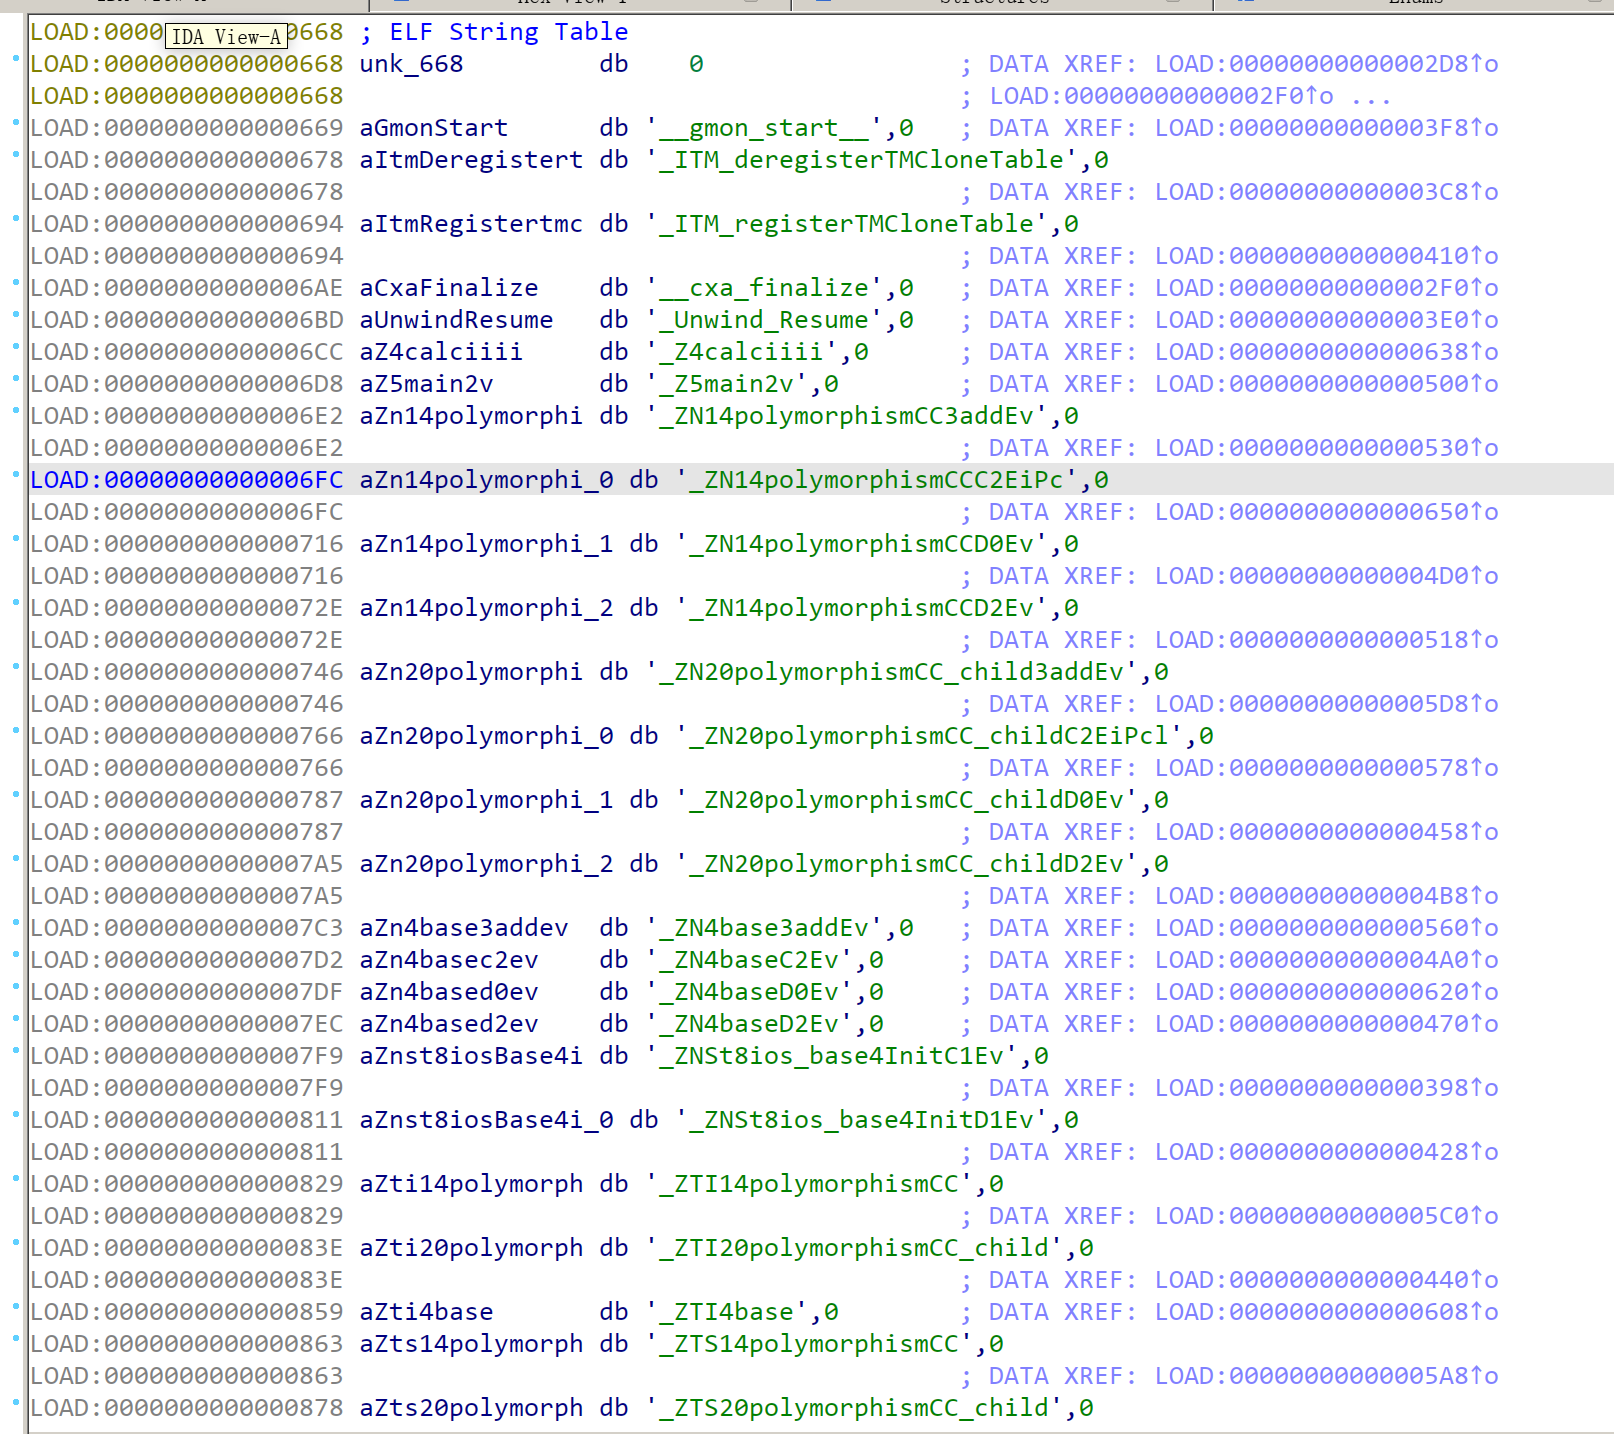 LOAD:0000000000000668 ; ELF String Table
IDA View-A
LOAD:0000000000000668 unk_668 db 0 ; DATA XREF: LOAD:00000000000002D8↑o
LOAD:0000000000000668 ; LOAD:00000000000002F0↑o ...
LOAD:0000000000000669 aGmonStart db '__gmon_start__',0 ; DATA XREF: LOAD:00000000000003F8↑o
LOAD:0000000000000678 aItmDeregistert db '_ITM_deregisterTMCloneTable',0
LOAD:0000000000000678 ; DATA XREF: LOAD:00000000000003C8↑o
LOAD:0000000000000694 aItmRegistertmc db '_ITM_registerTMCloneTable',0
LOAD:0000000000000694 ; DATA XREF: LOAD:0000000000000410↑o
LOAD:00000000000006AE aCxaFinalize db '__cxa_finalize',0 ; DATA XREF: LOAD:00000000000002F0↑o
LOAD:00000000000006BD aUnwindResume db '_Unwind_Resume',0 ; DATA XREF: LOAD:00000000000003E0↑o
LOAD:00000000000006CC aZ4calciiii db '_Z4calciiii',0 ; DATA XREF: LOAD:0000000000000638↑o
LOAD:00000000000006D8 aZ5main2v db '_Z5main2v',0 ; DATA XREF: LOAD:0000000000000500↑o
LOAD:00000000000006E2 aZn14polymorphi db '_ZN14polymorphismCC3addEv',0
LOAD:00000000000006E2 ; DATA XREF: LOAD:0000000000000530↑o
LOAD:00000000000006FC aZn14polymorphi_0 db '_ZN14polymorphismCCC2EiPc',0
LOAD:00000000000006FC ; DATA XREF: LOAD:0000000000000650↑o
LOAD:0000000000000716 aZn14polymorphi_1 db '_ZN14polymorphismCCD0Ev',0
LOAD:0000000000000716 ; DATA XREF: LOAD:00000000000004D0↑o
LOAD:000000000000072E aZn14polymorphi_2 db '_ZN14polymorphismCCD2Ev',0
LOAD:000000000000072E ; DATA XREF: LOAD:0000000000000518↑o
LOAD:0000000000000746 aZn20polymorphi db '_ZN20polymorphismCC_child3addEv',0
LOAD:0000000000000746 ; DATA XREF: LOAD:00000000000005D8↑o
LOAD:0000000000000766 aZn20polymorphi_0 db '_ZN20polymorphismCC_childC2EiPcl',0
LOAD:0000000000000766 ; DATA XREF: LOAD:0000000000000578↑o
LOAD:0000000000000787 aZn20polymorphi_1 db '_ZN20polymorphismCC_childD0Ev',0
LOAD:0000000000000787 ; DATA XREF: LOAD:0000000000000458↑o
LOAD:00000000000007A5 aZn20polymorphi_2 db '_ZN20polymorphismCC_childD2Ev',0
LOAD:00000000000007A5 ; DATA XREF: LOAD:00000000000004B8↑o
LOAD:00000000000007C3 aZn4base3addev db '_ZN4base3addEv',0 ; DATA XREF: LOAD:0000000000000560↑o
LOAD:00000000000007D2 aZn4basec2ev db '_ZN4baseC2Ev',0 ; DATA XREF: LOAD:00000000000004A0↑o
LOAD:00000000000007DF aZn4based0ev db '_ZN4baseD0Ev',0 ; DATA XREF: LOAD:0000000000000620↑o
LOAD:00000000000007EC aZn4based2ev db '_ZN4baseD2Ev',0 ; DATA XREF: LOAD:0000000000000470↑o
LOAD:00000000000007F9 aZnst8iosBase4i db '_ZNSt8ios_base4InitC1Ev',0
LOAD:00000000000007F9 ; DATA XREF: LOAD:0000000000000398↑o
LOAD:0000000000000811 aZnst8iosBase4i_0 db '_ZNSt8ios_base4InitD1Ev',0
LOAD:0000000000000811 ; DATA XREF: LOAD:0000000000000428↑o
LOAD:0000000000000829 aZti14polymorph db '_ZTI14polymorphismCC',0
LOAD:0000000000000829 ; DATA XREF: LOAD:00000000000005C0↑o
LOAD:000000000000083E aZti20polymorph db '_ZTI20polymorphismCC_child',0
LOAD:000000000000083E ; DATA XREF: LOAD:0000000000000440↑o
LOAD:0000000000000859 aZti4base db '_ZTI4base',0 ; DATA XREF: LOAD:0000000000000608↑o
LOAD:0000000000000863 aZts14polymorph db '_ZTS14polymorphismCC',0
LOAD:0000000000000863 ; DATA XREF: LOAD:00000000000005A8↑o
LOAD:0000000000000878 aZts20polymorph db '_ZTS20polymorphismCC_child',0